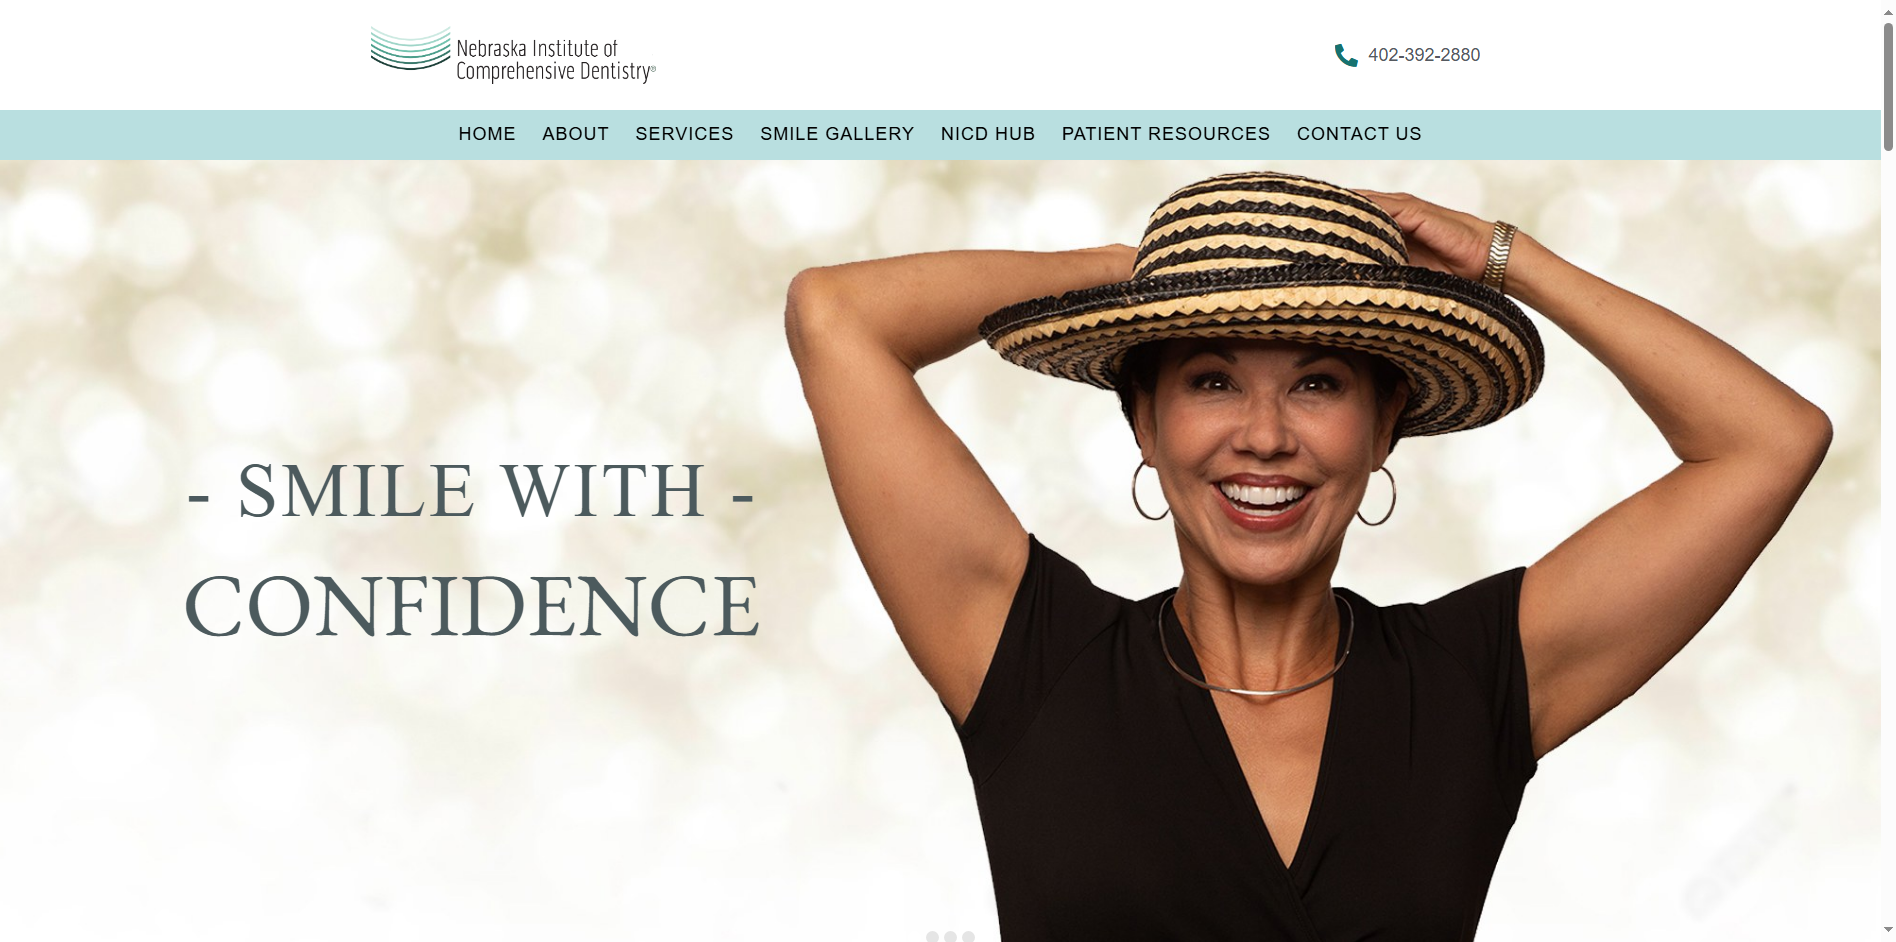 Nebraska Institute of
Comprehensive Dentistry®
402-392-2880
HOME ABOUT SERVICES SMILE GALLERY NICD HUB PATIENT RESOURCES CONTACT US
- SMILE WITH -
CONFIDENCE